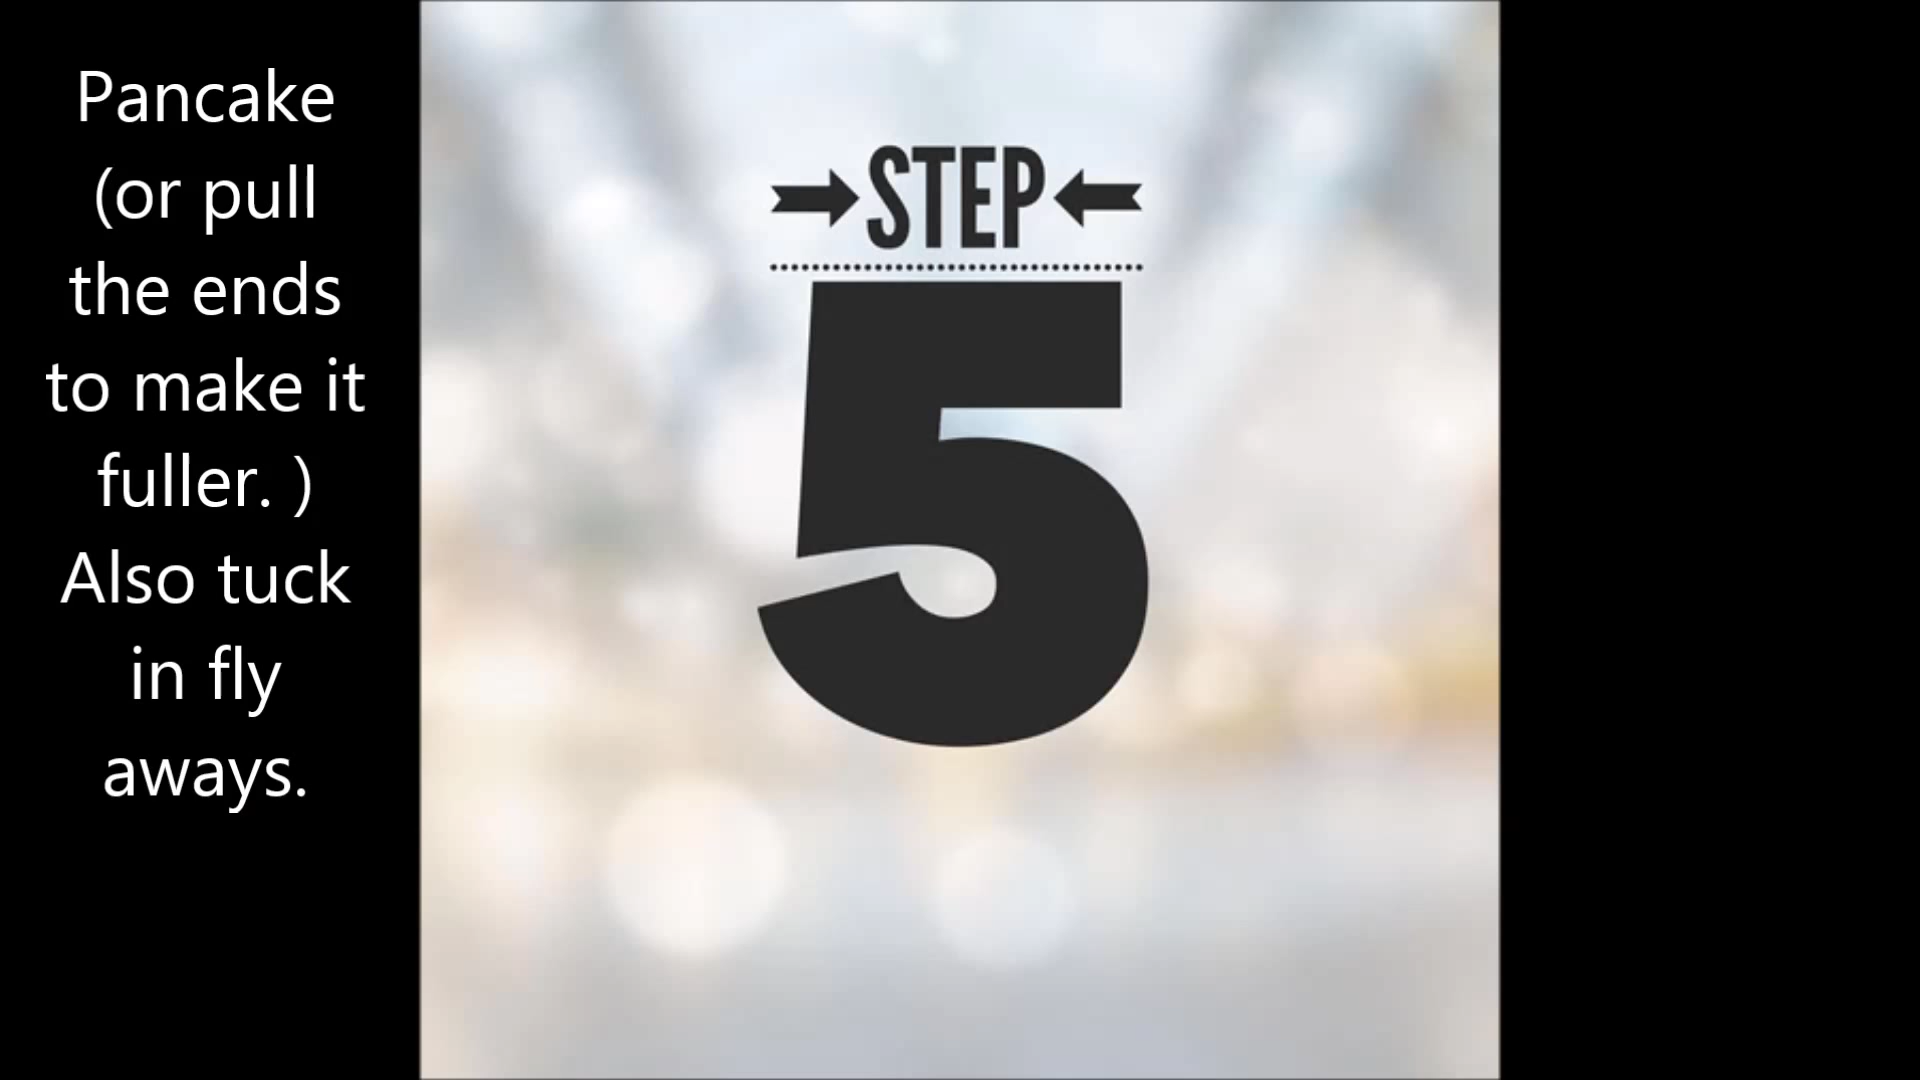 Pancake
(or pull
the ends
to make it
fuller. )
Also tuck
in fly
aways.
STEP
5